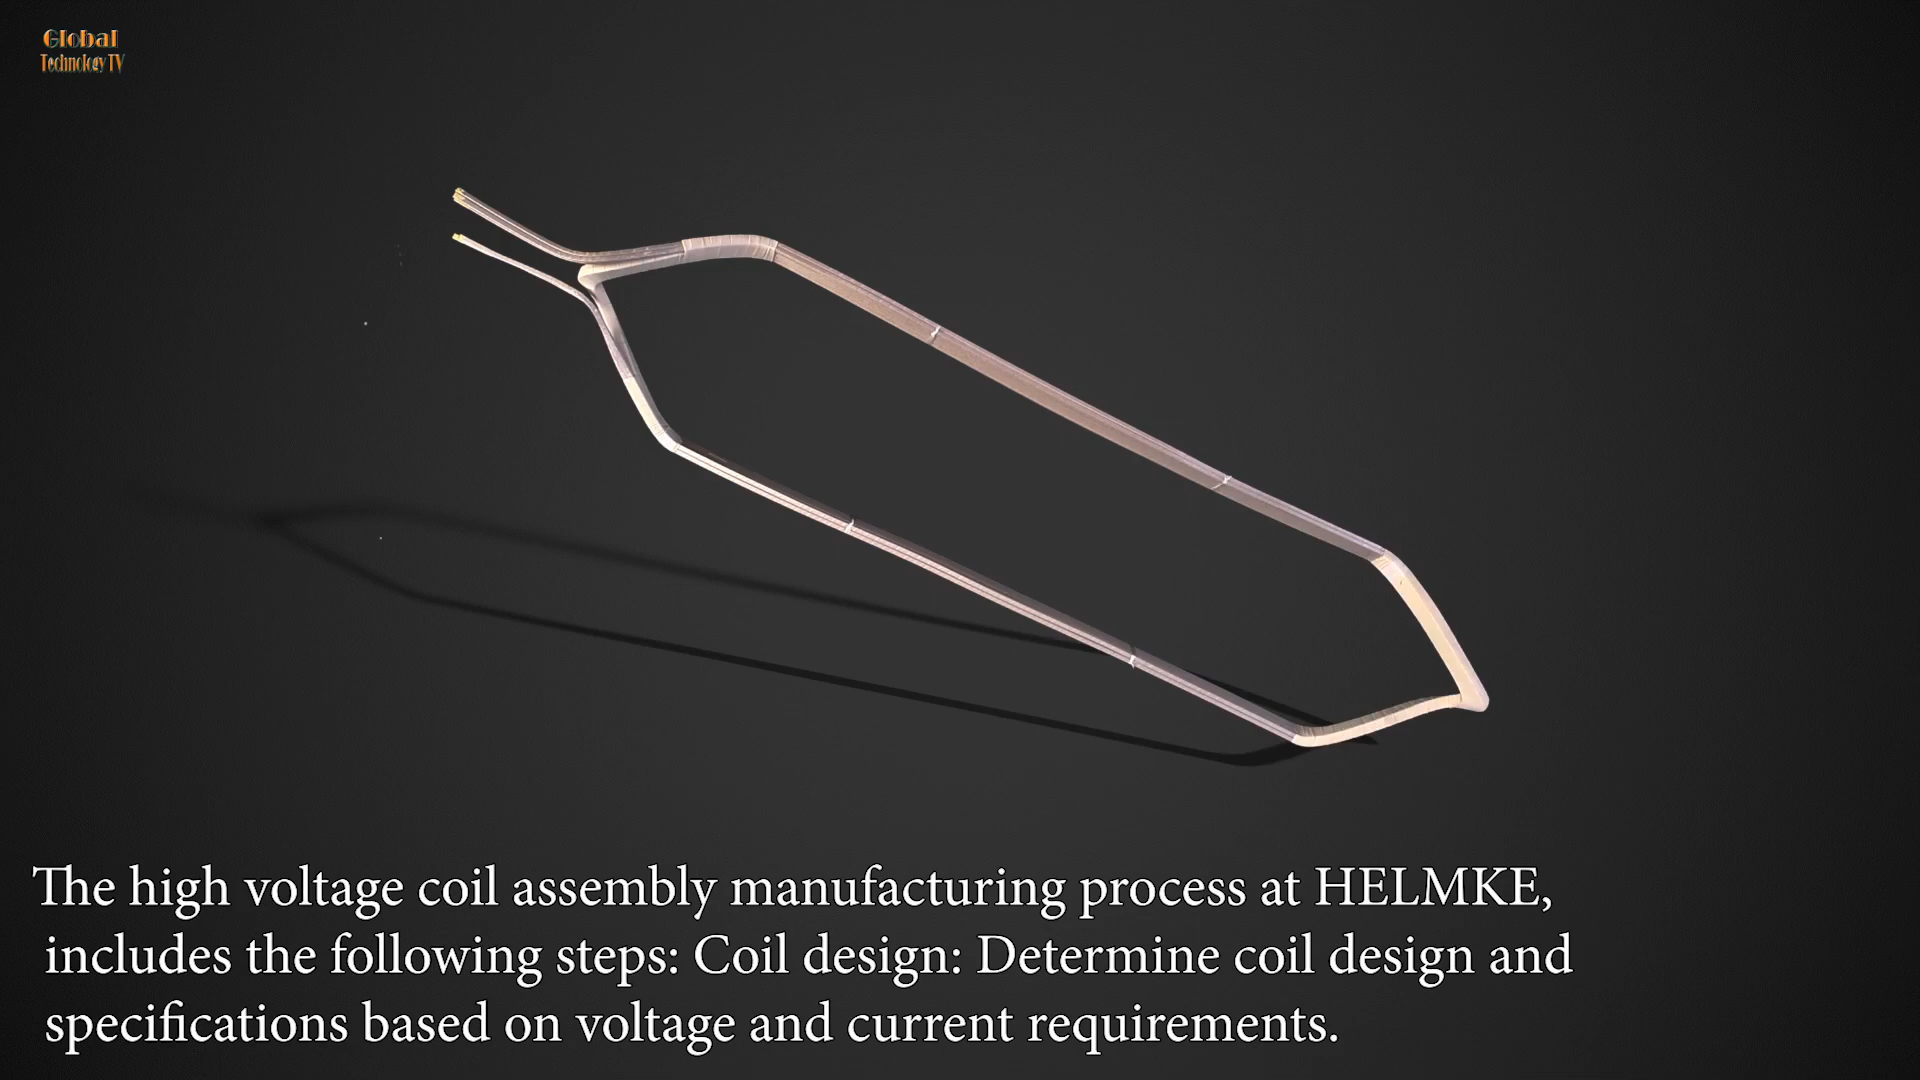 Global
Technology TV
The high voltage coil assembly manufacturing process at HELMKE,
includes the following steps: Coil design: Determine coil design and
specifications based on voltage and current requirements.